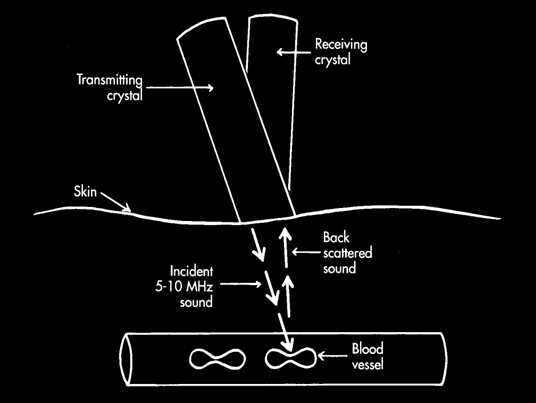 Receiving
crystal
Transmitting
crystal
Skin
Back
scattered
sound
Incident
5-10 MHz
sound
Blood
vessel